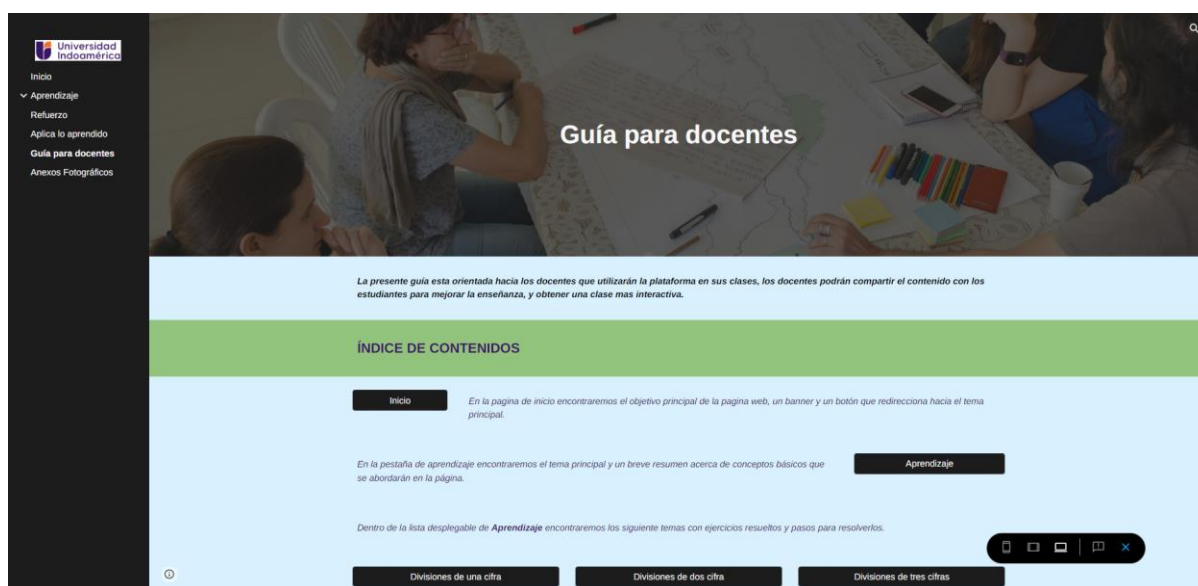 Universidad
Indoamérica
Inicio
Aprendizaje
Refuerzo
Aplica lo aprendido
Guía para docentes
Anexos Fotográficos
Guía para docentes
La presente guía esta orientada hacia los docentes que utilizarán la plataforma en sus clases, los docentes podrán compartir el contenido con los
estudiantes para mejorar la enseñanza, y obtener una clase mas interactiva.
ÍNDICE DE CONTENIDOS
Inicio
En la pagina de inicio encontraremos el objetivo principal de la pagina web, un banner y un botón que redirecciona hacia el tema
principal.
En la pestaña de aprendizaje encontraremos el tema principal y un breve resumen acerca de conceptos básicos que
se abordarán en la página.
Aprendizaje
Dentro de la lista desplegable de Aprendizaje encontraremos los siguiente temas con ejercicios resueltos y pasos para resolverlos.
Divisiones de una cifra
Divisiones de dos cifra
Divisiones de tres cifras